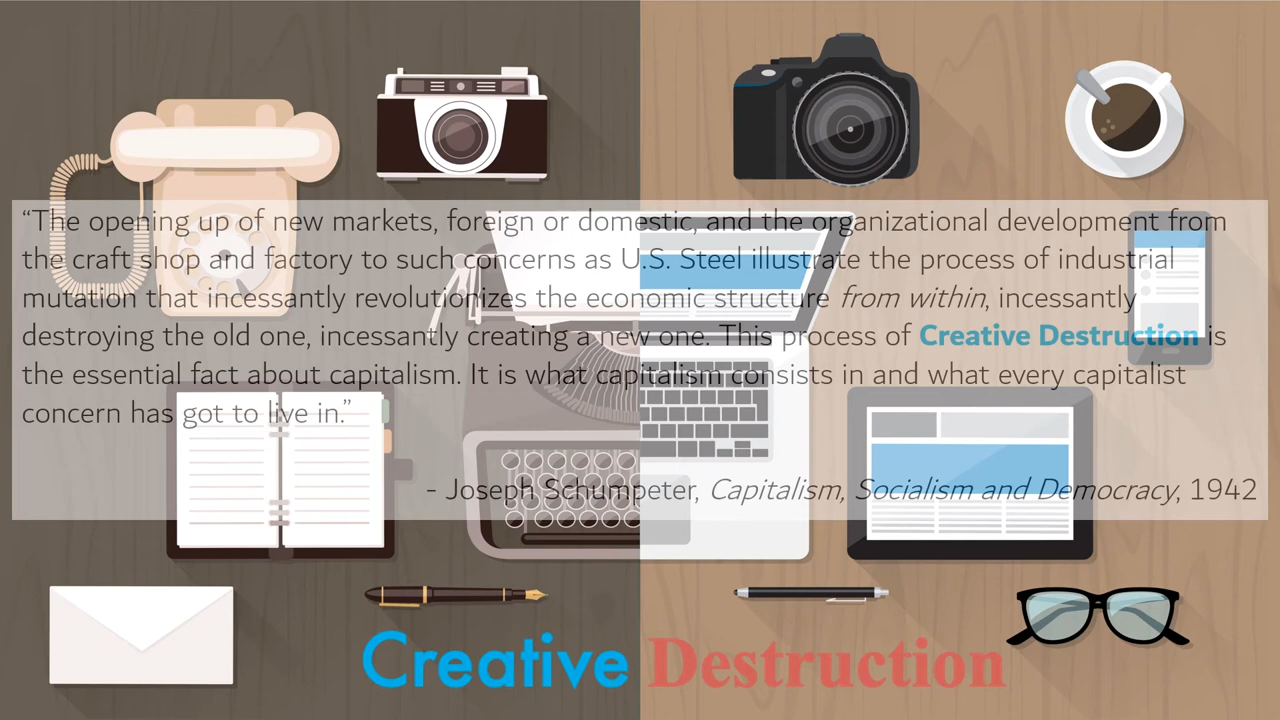 “The opening up of new markets, foreign or domestic, and the organizational development from
the craft shop and factory to such concerns as U.S. Steel illustrate the process of industrial
mutation that incessantly revolutionizes the economic structure from within, incessantly
destroying the old one, incessantly creating a new one. This process of Creative Destruction is
the essential fact about capitalism. It is what capitalism consists in and what every capitalist
concern has got to live in.”
- Joseph Schumpeter, Capitalism, Socialism and Democracy, 1942
Creative Destruction